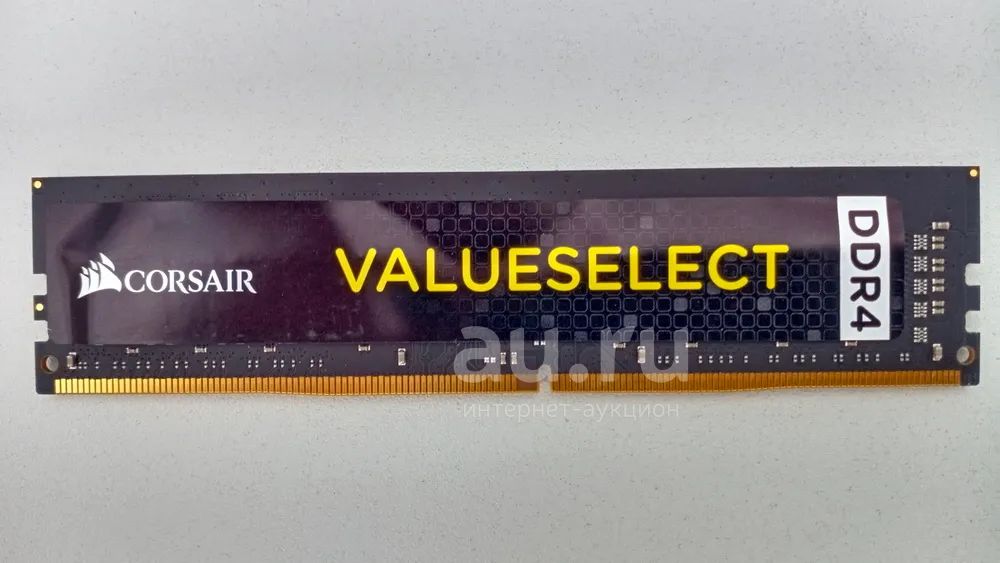 CORSAIR
VALUESELECT
DDR4
au.ru
интернет-аукцион